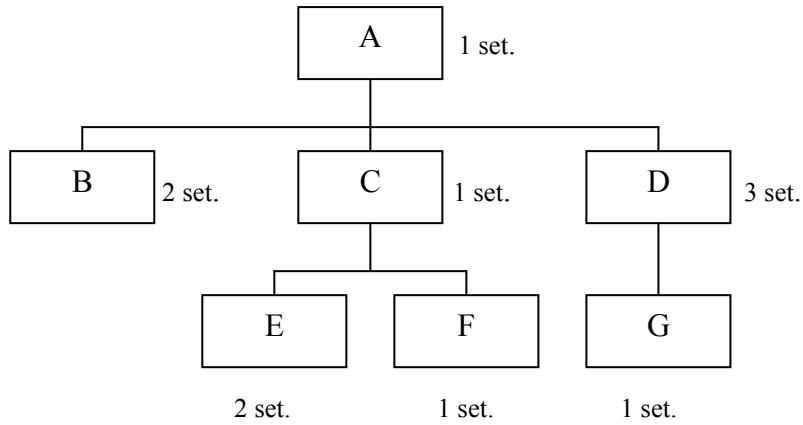 A 1 set.
B 2 set. C 1 set. D 3 set.
E F G
2 set. 1 set. 1 set.